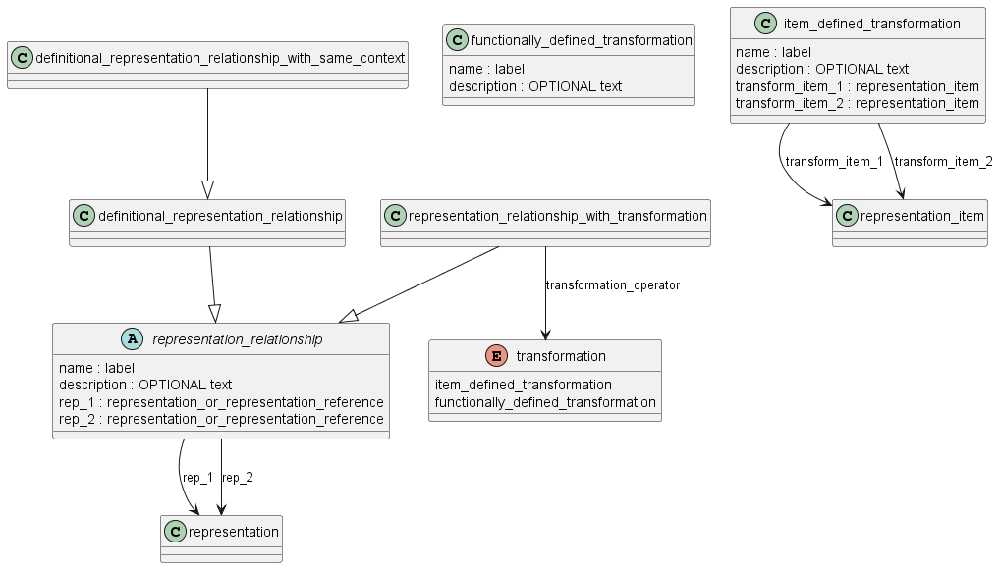 C item_defined_transformation
name : label
description : OPTIONAL text
transform_item_1 : representation_item
transform_item_2 : representation_item
C functionally_defined_transformation
name : label
description : OPTIONAL text
C definitional_representation_relationship_with_same_context
transform_item_1
transform_item_2
C definitional_representation_relationship
C representation_relationship_with_transformation
C representation_item
transformation_operator
A representation_relationship
name : label
description : OPTIONAL text
rep_1 : representation_or_representation_reference
rep_2 : representation_or_representation_reference
E transformation
item_defined_transformation
functionally_defined_transformation
rep_1
rep_2
C representation